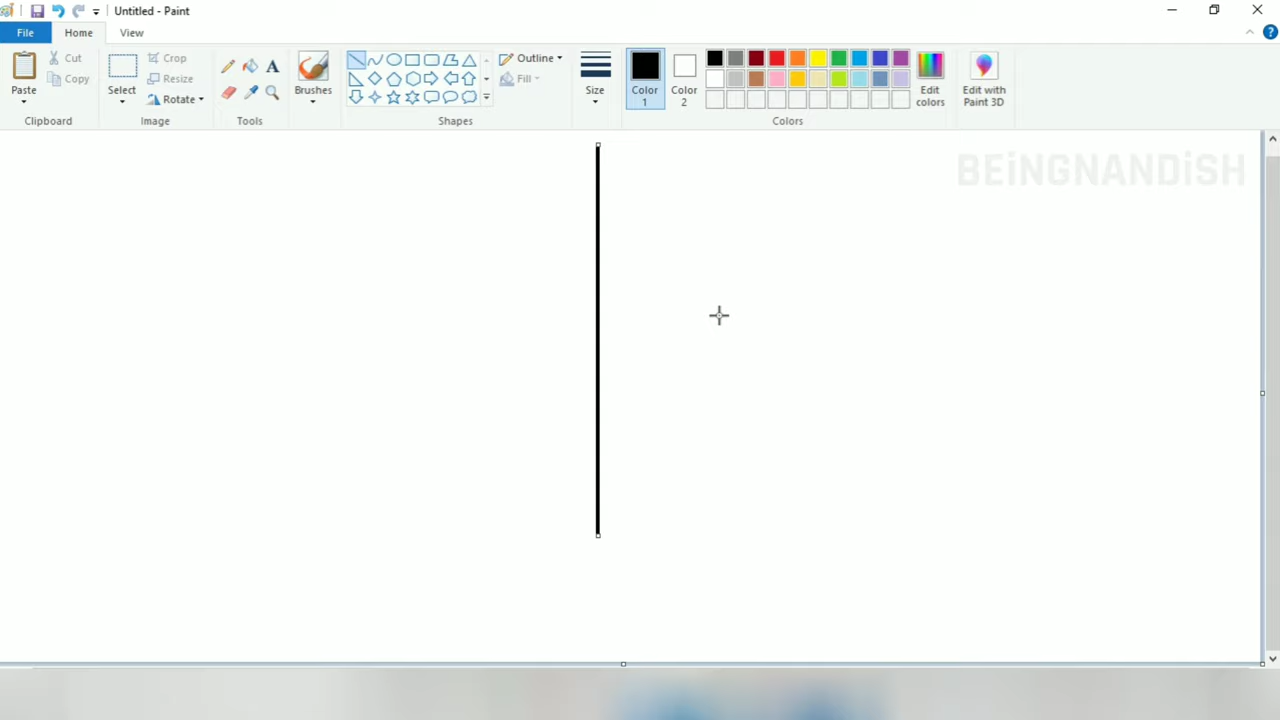 Untitled - Paint
File Home View
Paste Cut Copy Clipboard
Select Crop Resize Rotate Image
A
Tools
Brushes
Outline Fill Shapes
Size
Color 1 Color 2 Edit colors Colors
Edit with Paint 3D
?
BEiNGNANDiSH